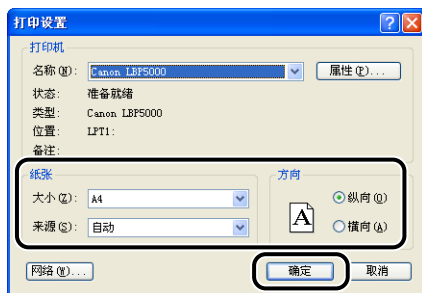 打印设置
打印机
名称(N): Canon LBP5000 属性(P)...
状态: 准备就绪
类型: Canon LBP5000
位置: LPT1:
备注:
纸张 方向
大小(Z): A4 A 纵向(O)
来源(S): 自动 横向(A)
网络(W)... 确定 取消